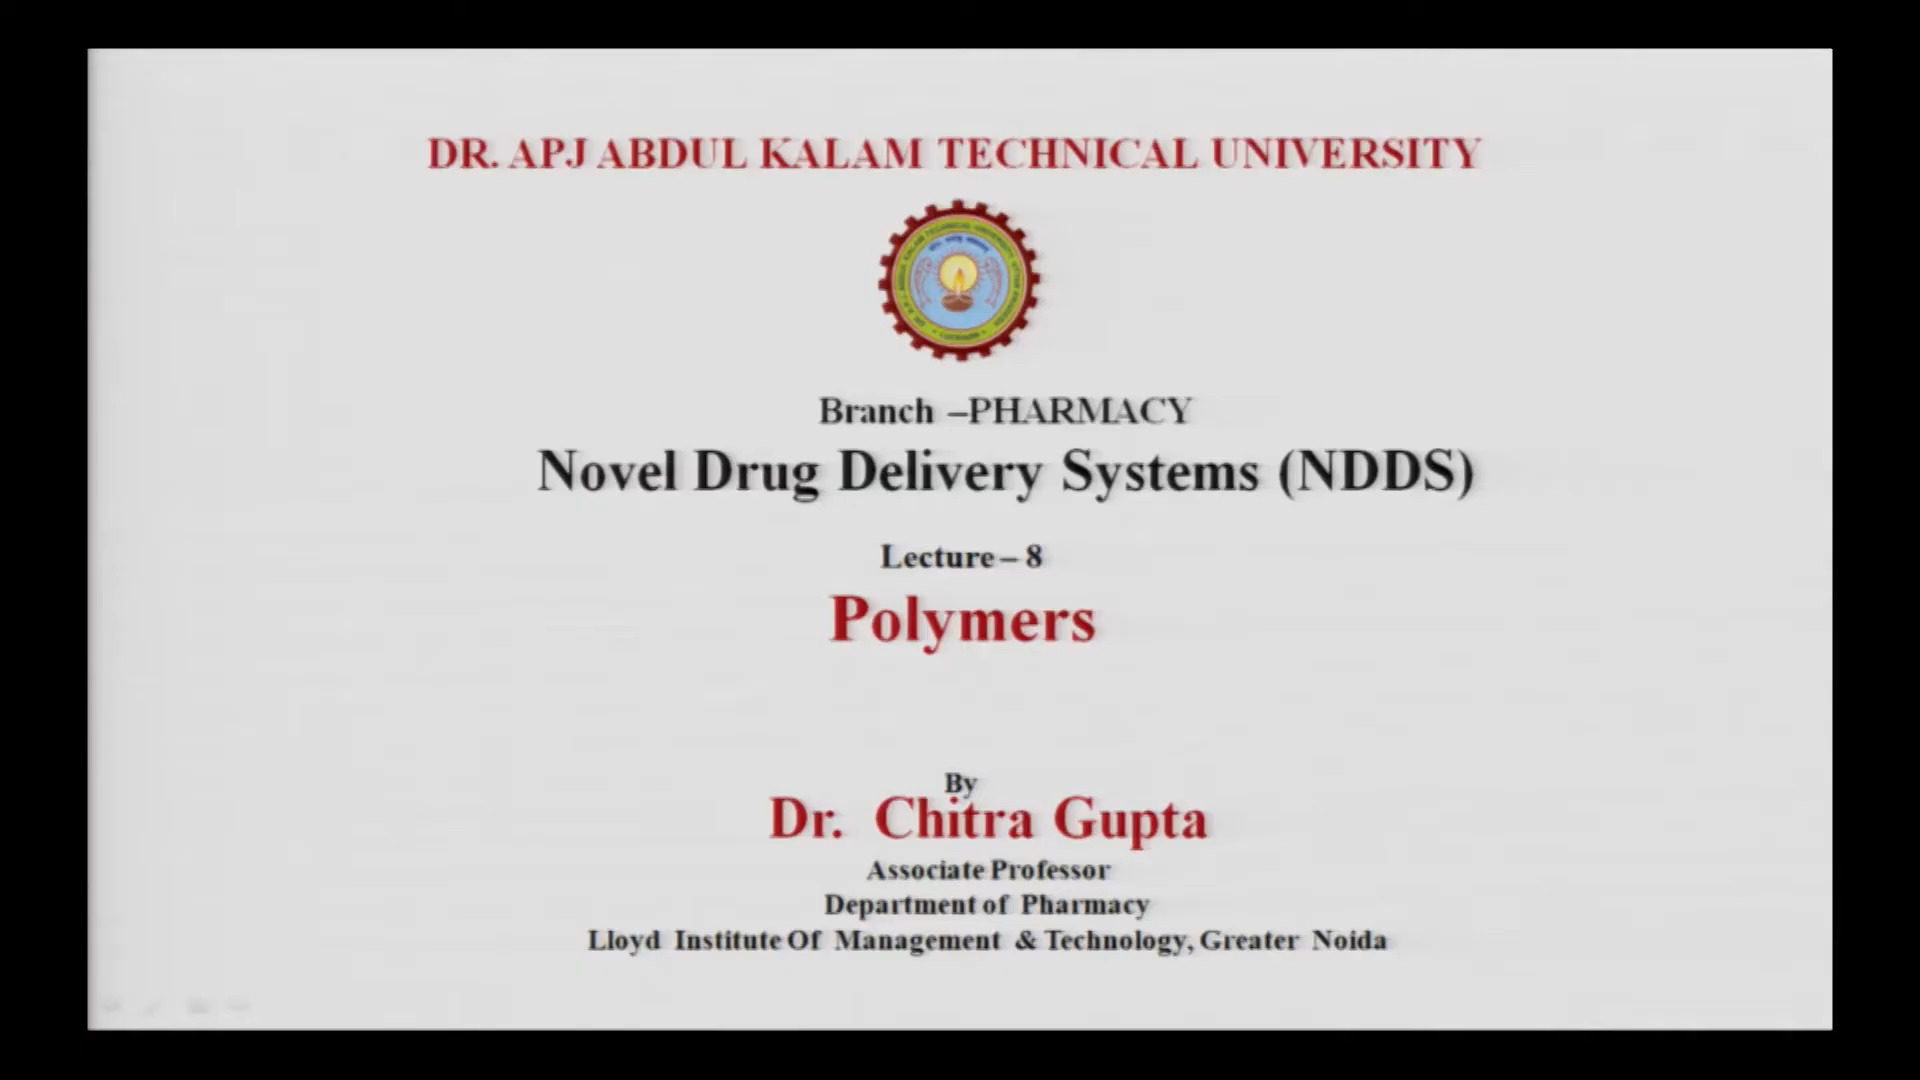 DR. APJ ABDUL KALAM TECHNICAL UNIVERSITY
Branch –PHARMACY
Novel Drug Delivery Systems (NDDS)
Lecture – 8
Polymers
By
Dr. Chitra Gupta
Associate Professor
Department of Pharmacy
Lloyd Institute Of Management & Technology, Greater Noida